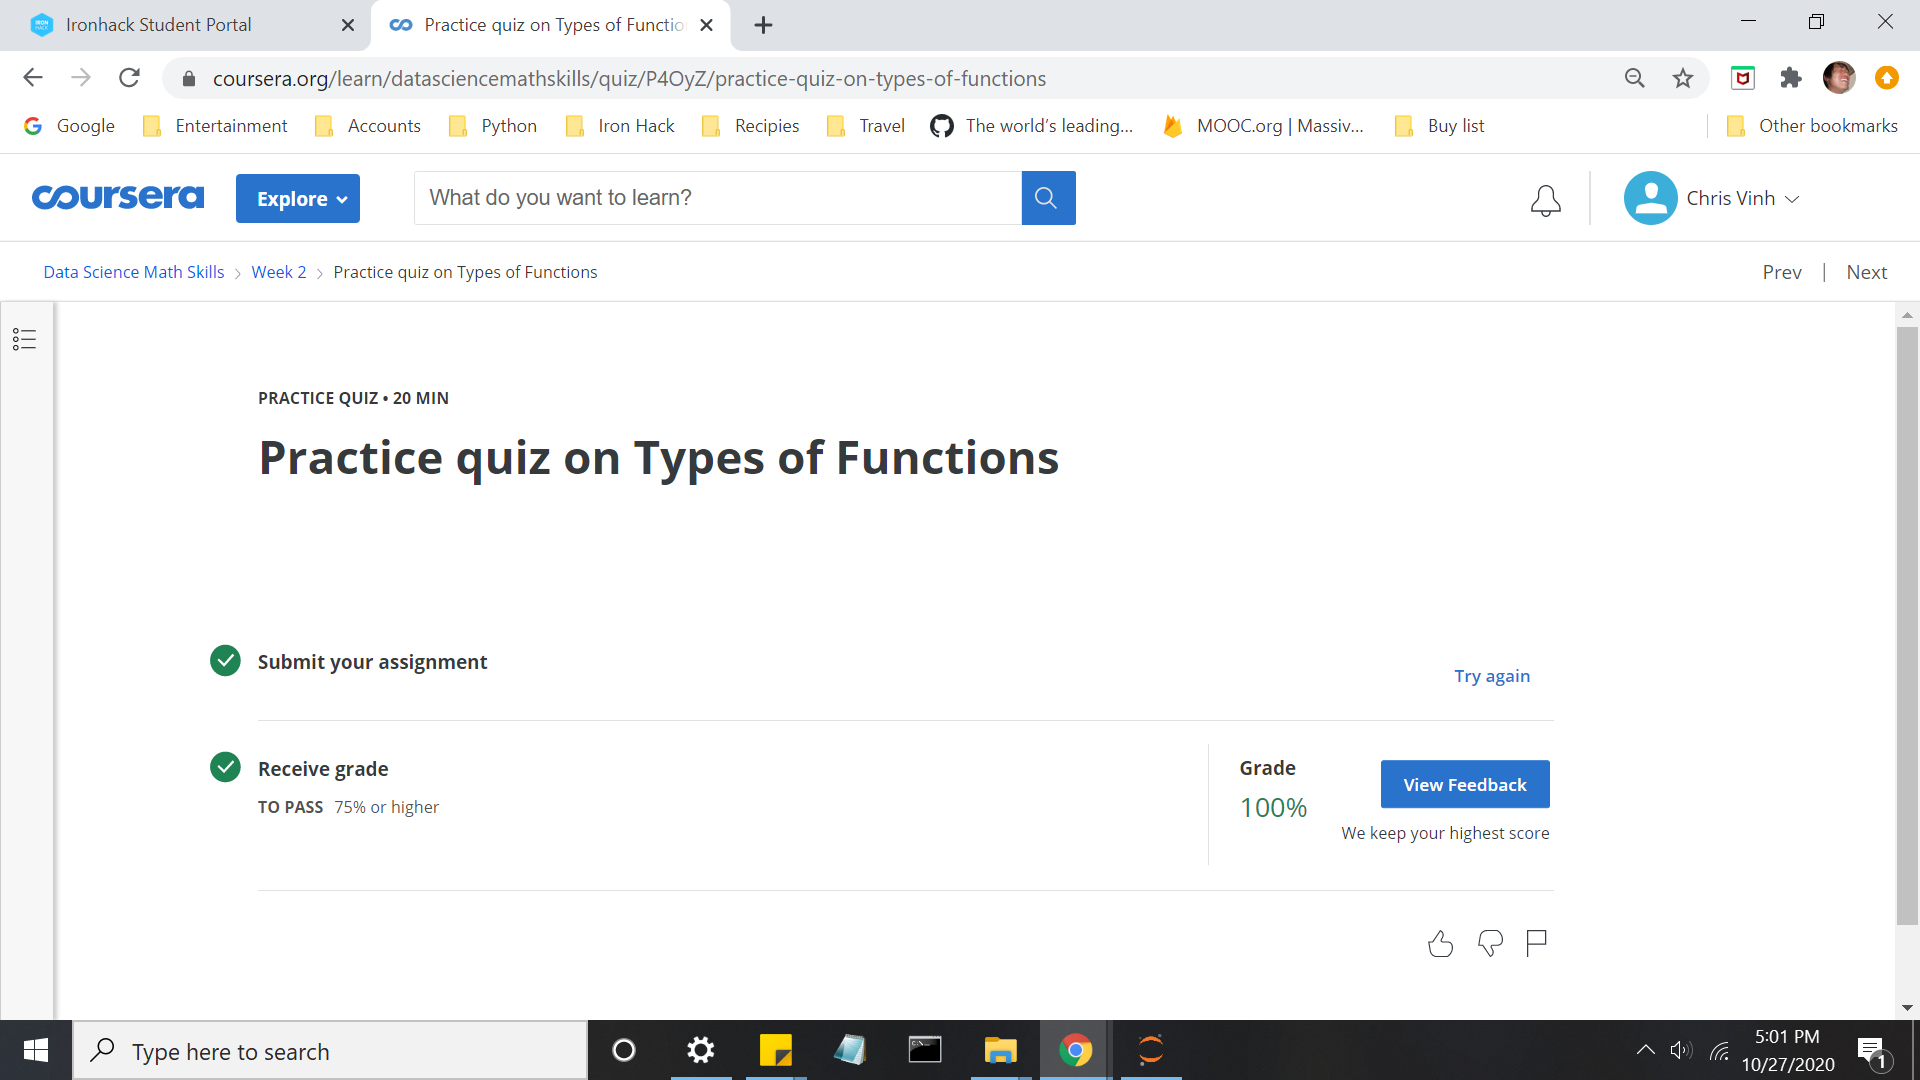 Ironhack Student Portal
Practice quiz on Types of Functio
coursera.org/learn/datasciencemathskills/quiz/P4OyZ/practice-quiz-on-types-of-functions
Google Entertainment Accounts Python Iron Hack Recipies Travel The world's leading... MOOC.org | Massiv... Buy list Other bookmarks
coursera Explore What do you want to learn? Chris Vinh
Data Science Math Skills > Week 2 > Practice quiz on Types of Functions Prev | Next
PRACTICE QUIZ • 20 MIN
Practice quiz on Types of Functions
Submit your assignment
Try again
Receive grade
TO PASS 75% or higher
Grade
100%
View Feedback
We keep your highest score
Type here to search
5:01 PM
10/27/2020
1